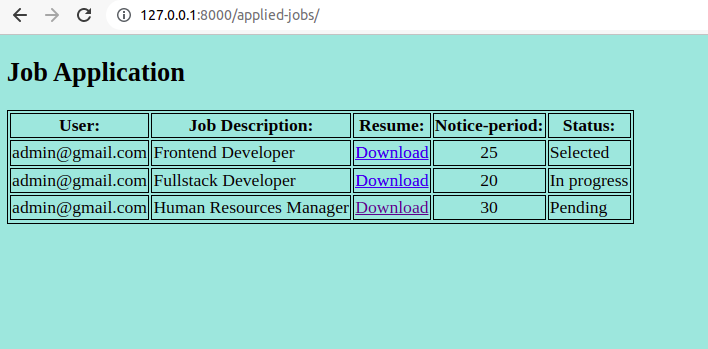 127.0.0.1:8000/applied-jobs/
Job Application
User: Job Description: Resume: Notice-period: Status:
admin@gmail.com Frontend Developer Download 25 Selected
admin@gmail.com Fullstack Developer Download 20 In progress
admin@gmail.com Human Resources Manager Download 30 Pending